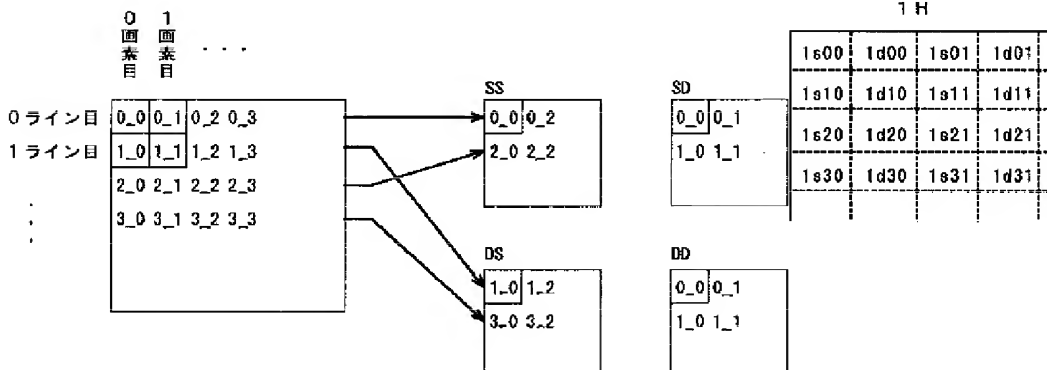 0画素目
1画素目
・・・
0ライン目
1ライン目
・
・
・
0_0 0_1 0_2 0_3
1_0 1_1 1_2 1_3
2_0 2_1 2_2 2_3
3_0 3_1 3_2 3_3
SS
0_0 0_2
2_0 2_2
SD
0_0 0_1
1_0 1_1
DS
1_0 1_2
3_0 3_2
DD
0_0 0_1
1_0 1_1
1H
1s00 1d00 1s01 1d01
1s10 1d10 1s11 1d11
1s20 1d20 1s21 1d21
1s30 1d30 1s31 1d31